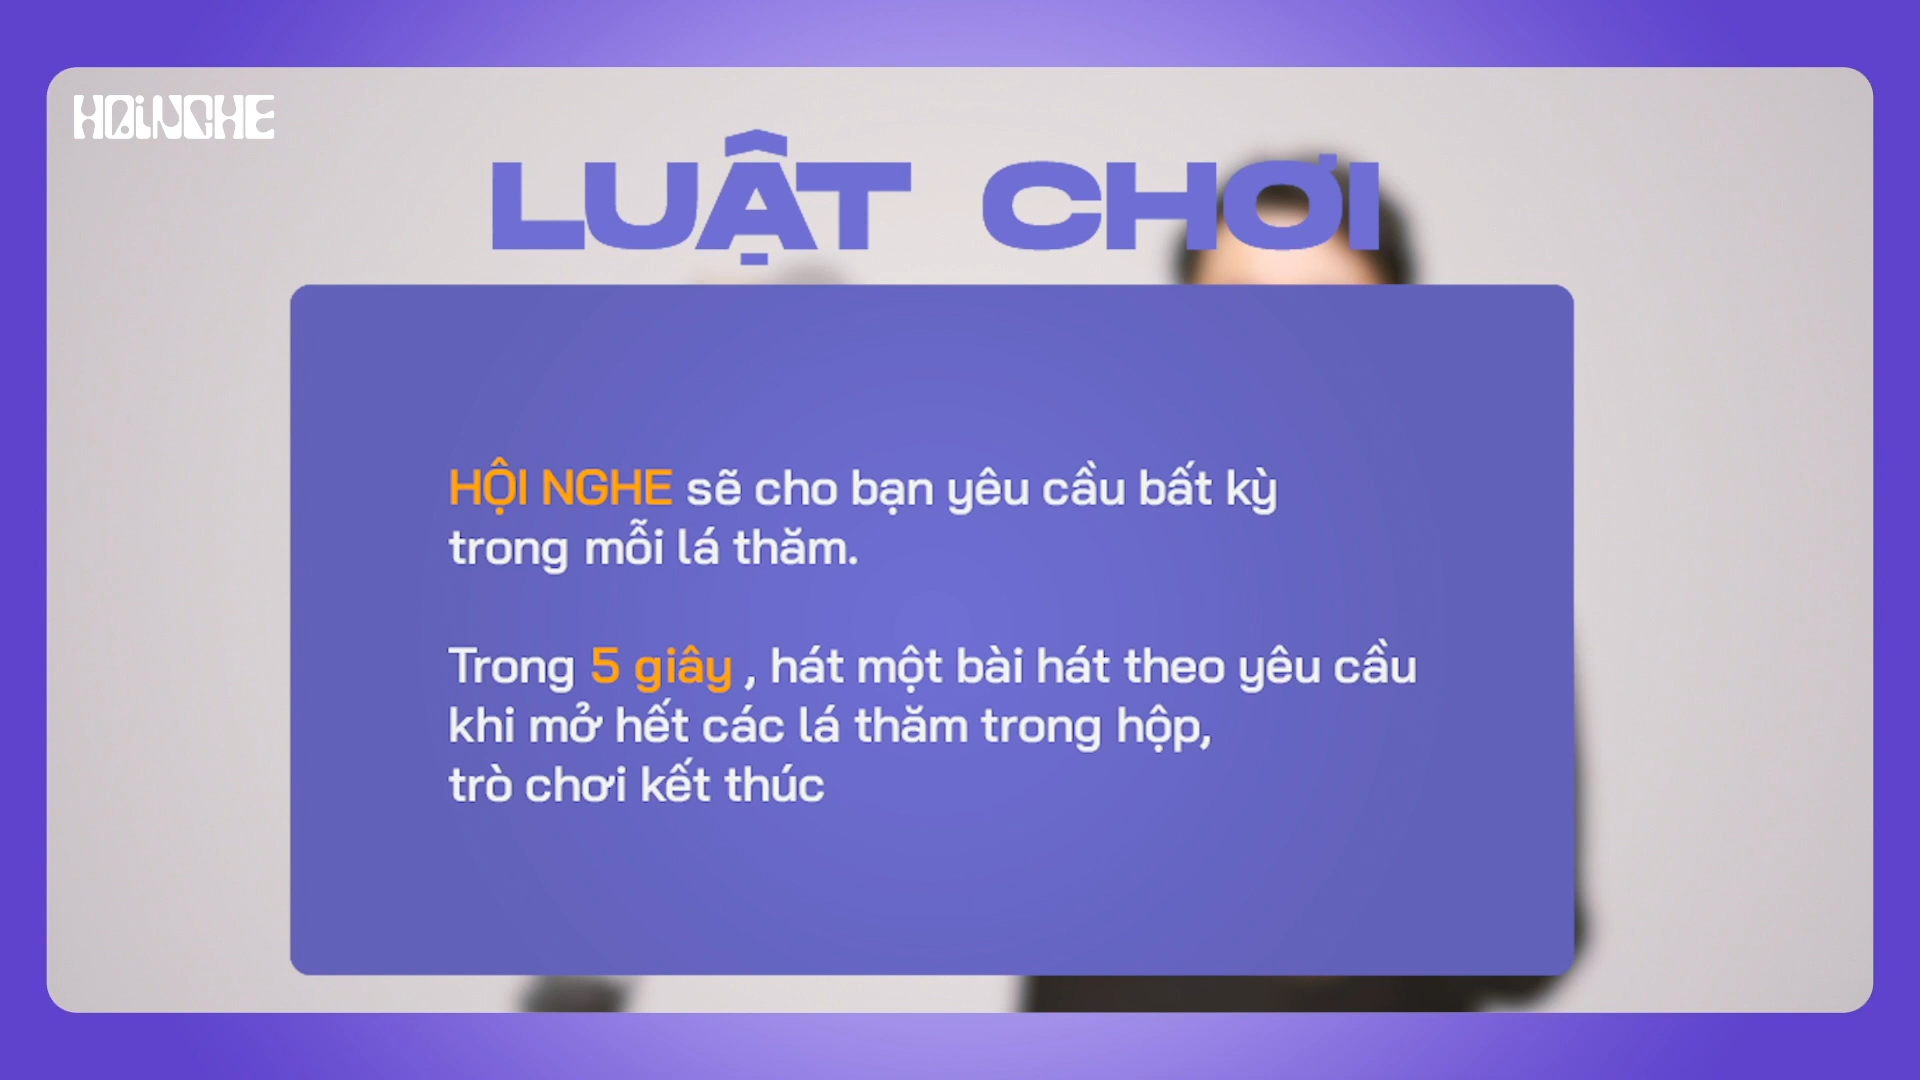 HỘI NGHE
LUẬT CHƠI
HỘI NGHE sẽ cho bạn yêu cầu bất kỳ
trong mỗi lá thăm.
Trong 5 giây , hát một bài hát theo yêu cầu
khi mở hết các lá thăm trong hộp,
trò chơi kết thúc